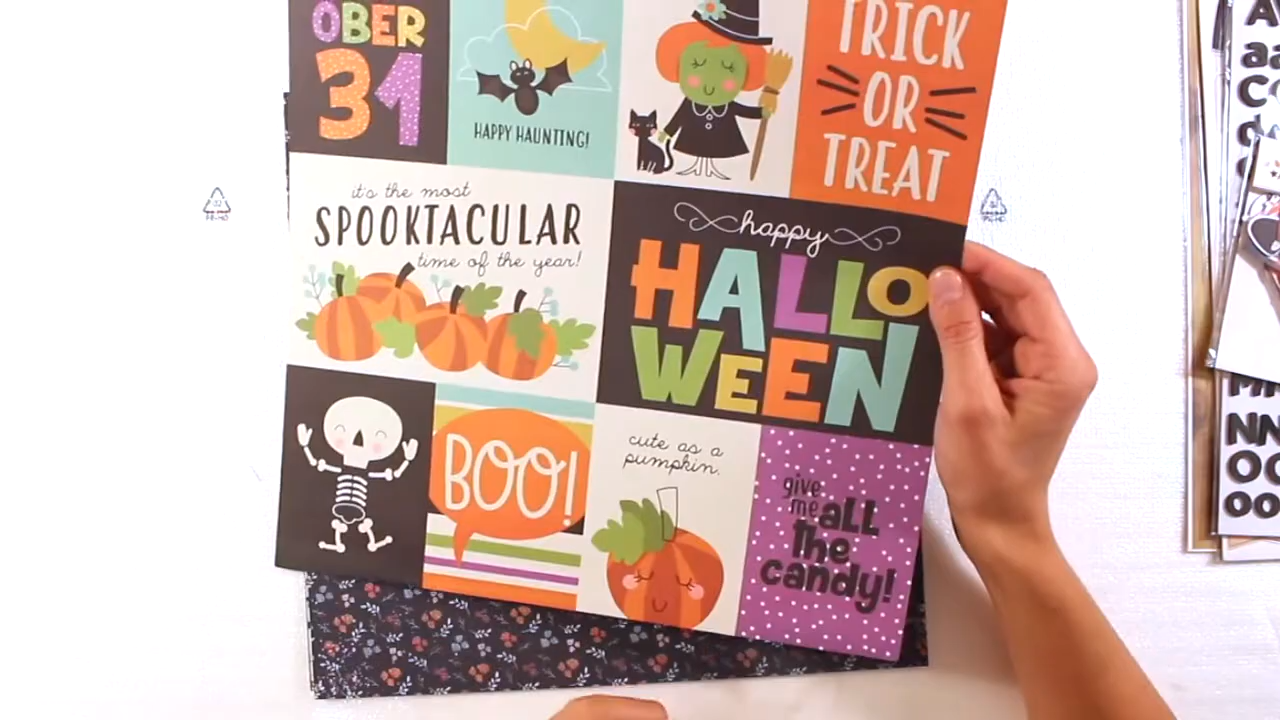 OBER
31
HAPPY HAUNTING!
TRICK
OR
TREAT
it's the most
SPOOKTACULAR
time of the year!
happy
HALLO
WEEN
BOO!
cute as a
pumpkin.
give
me all
the
candy!